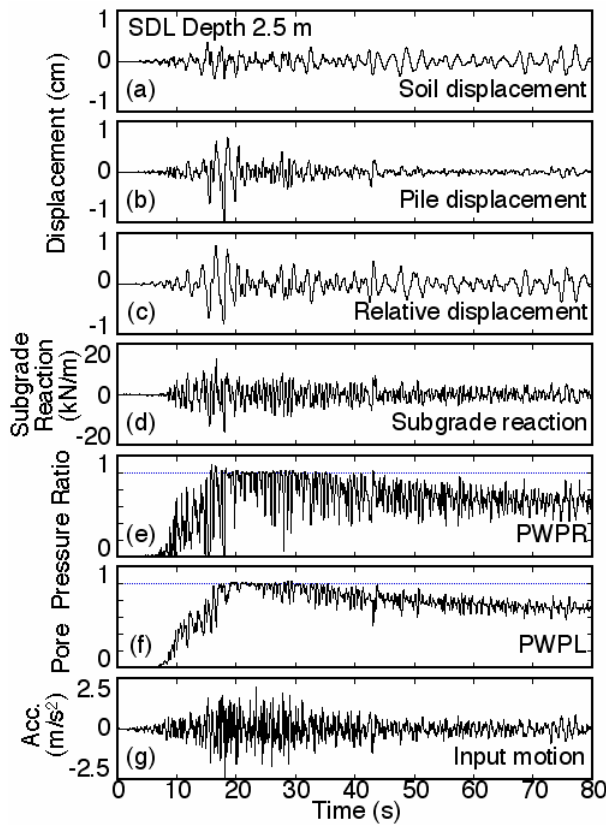 SDL Depth 2.5 m
1
0
-1
(a)
Soil displacement
1
0
-1
(b)
Pile displacement
1
0
-1
(c)
Relative displacement
Displacement (cm)
20
0
-20
(d)
Subgrade reaction
Subgrade
Reaction
(kN/m)
1
0
(e)
PWPR
1
0
(f)
PWPL
Pore Pressure Ratio
2.5
0
-2.5
(g)
Input motion
Acc.
(m/s²)
0 10 20 30 40 50 60 70 80
Time (s)